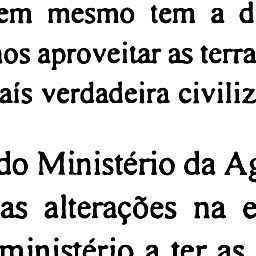 em mesmo tem a d
nos aproveitar as terra
aís verdadeira civiliz
do Ministério da Ag
as alterações na e
ministério a ter as